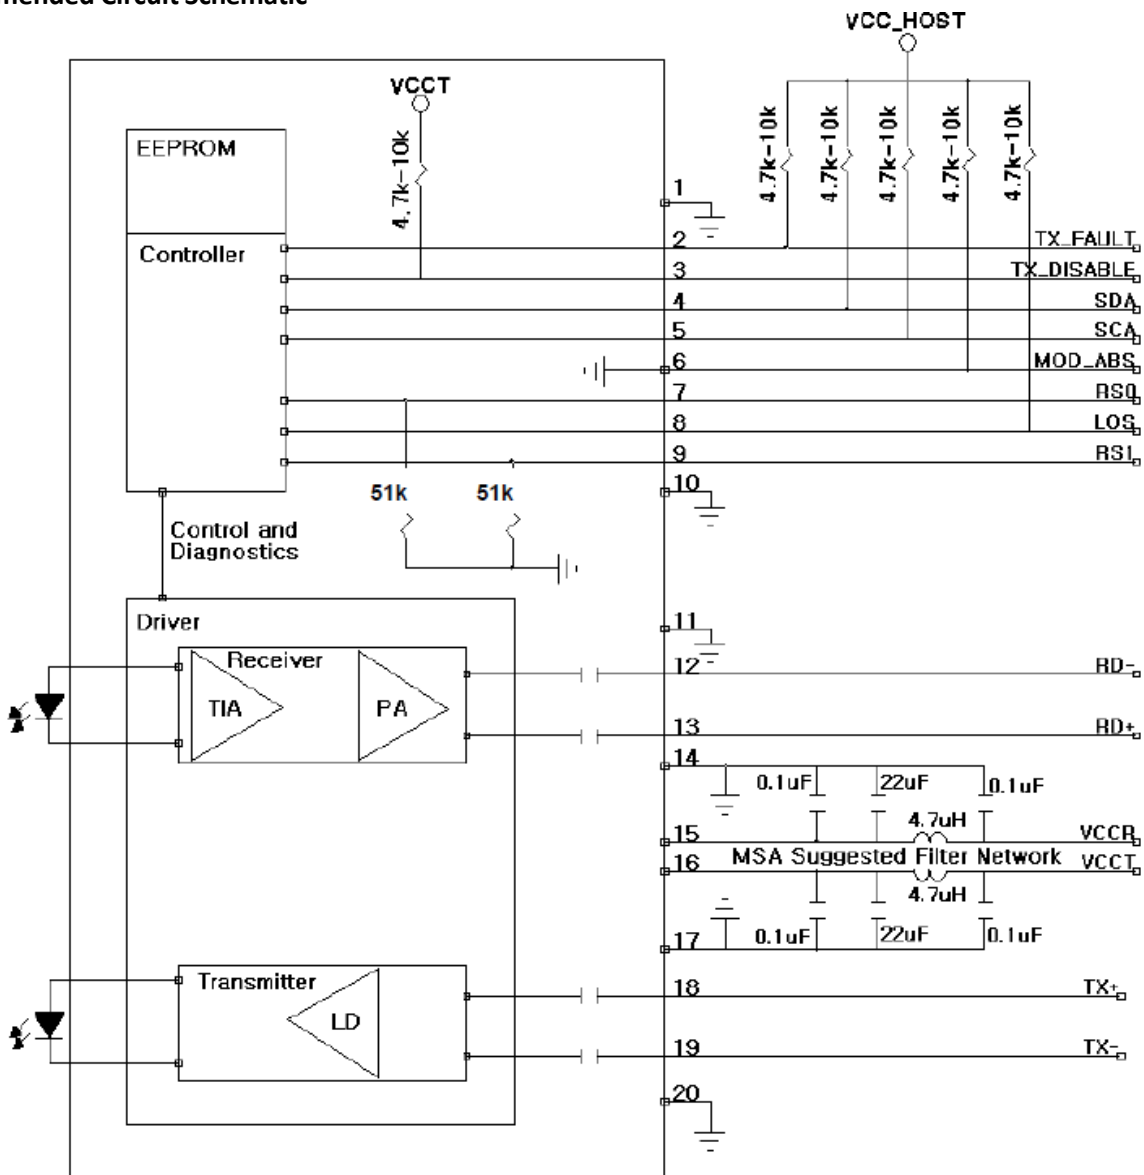 mended Circuit Schematic
VCC_HOST
VCCT
4.7k-10k
4.7k-10k
4.7k-10k
4.7k-10k
4.7k-10k
4.7k-10k
EEPROM
Controller
1
2 TX_FAULT
3 TX_DISABLE
4 SDA
5 SCA
6 MOD_ABS
7 RS0
8 LOS
9 RS1
10
51k 51k
Control and
Diagnostics
Driver
11
Receiver
TIA PA
12 RD-
13 RD+
14
0.1uF 22uF 0.1uF
4.7uH
15 VCCR
MSA Suggested Filter Network
16 VCCT
4.7uH
17
0.1uF 22uF 0.1uF
Transmitter
LD
18 TX+
19 TX-
20